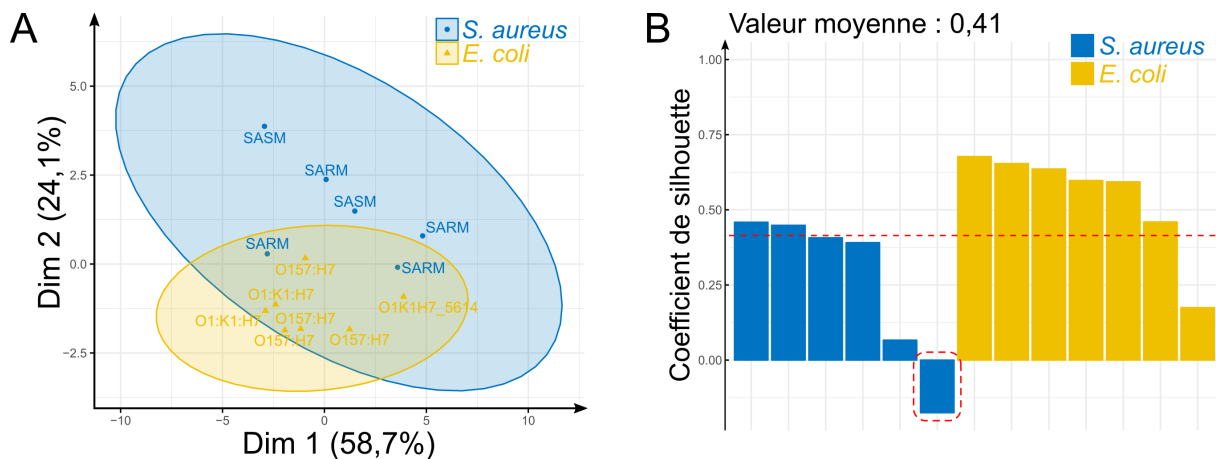 A
S. aureus
E. coli
Dim 2 (24,1%)
5.0
2.5
0.0
−2.5
SASM
SARM
SASM
SARM
SARM
SARM
O157:H7
O1:K1:H7
O1K1H7_5614
O1:K1:H7
O157:H7
O157:H7
O157:H7
−10
−5
0
5
10
Dim 1 (58,7%)
B
Valeur moyenne : 0,41
S. aureus
E. coli
Coefficient de silhouette
1.00
0.75
0.50
0.25
0.00